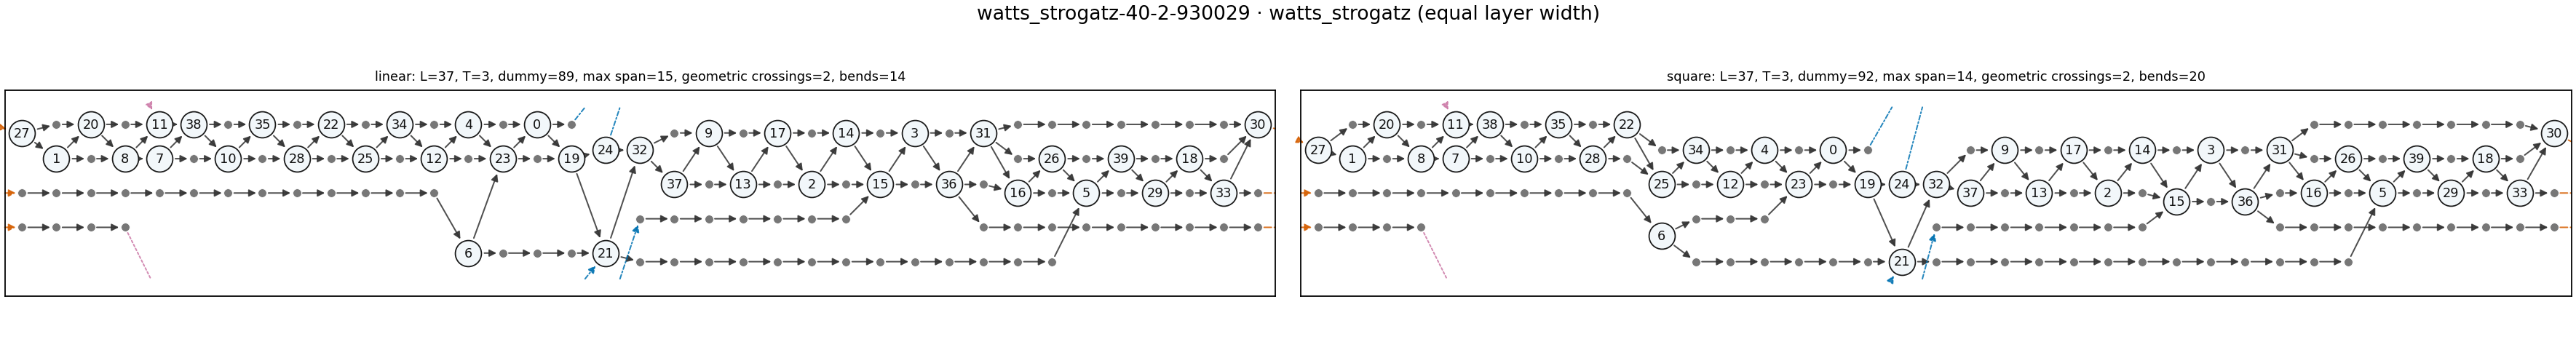 watts_strogatz-40-2-930029 · watts_strogatz (equal layer width)
linear: L=37, T=3, dummy=89, max span=15, geometric crossings=2, bends=14
27 20 11 38 35 22 34 4 0 24 32 9 17 14 3 31 30
1 8 7 10 28 25 12 23 19 37 13 2 15 36 16 26 5 39 29 18 33
6 21
square: L=37, T=3, dummy=92, max span=14, geometric crossings=2, bends=20
27 20 11 38 35 22 34 4 0 9 17 14 3 31 30
1 8 7 10 28 25 12 23 19 24 32 37 13 2 15 36 16 26 5 39 29 18 33
6 21